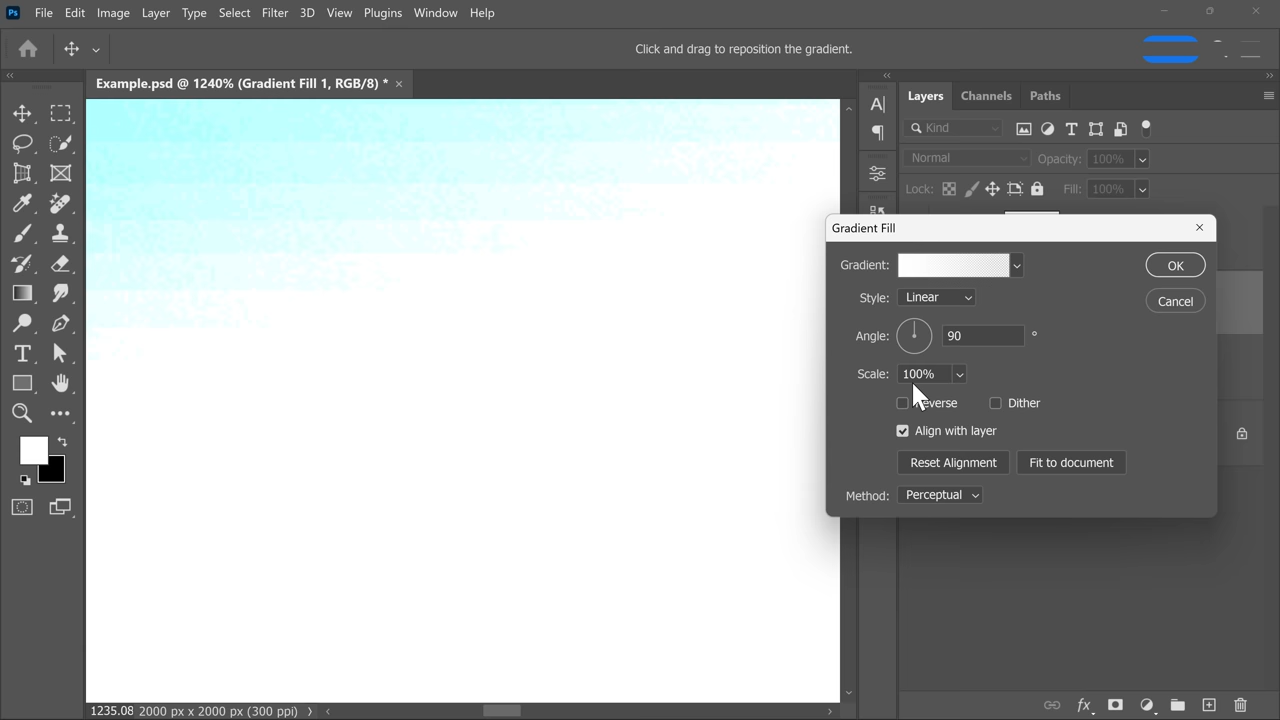 Ps File Edit Image Layer Type Select Filter 3D View Plugins Window Help
Click and drag to reposition the gradient.
Example.psd @ 1240% (Gradient Fill 1, RGB/8) *
Layers Channels Paths
Kind
Normal Opacity: 100%
Lock: Fill: 100%
Gradient Fill
Gradient: OK
Style: Linear
Cancel
Angle: 90 °
Scale: 100%
Reverse Dither
Align with layer
Reset Alignment Fit to document
Method: Perceptual
1235.08 2000 px x 2000 px (300 ppi)